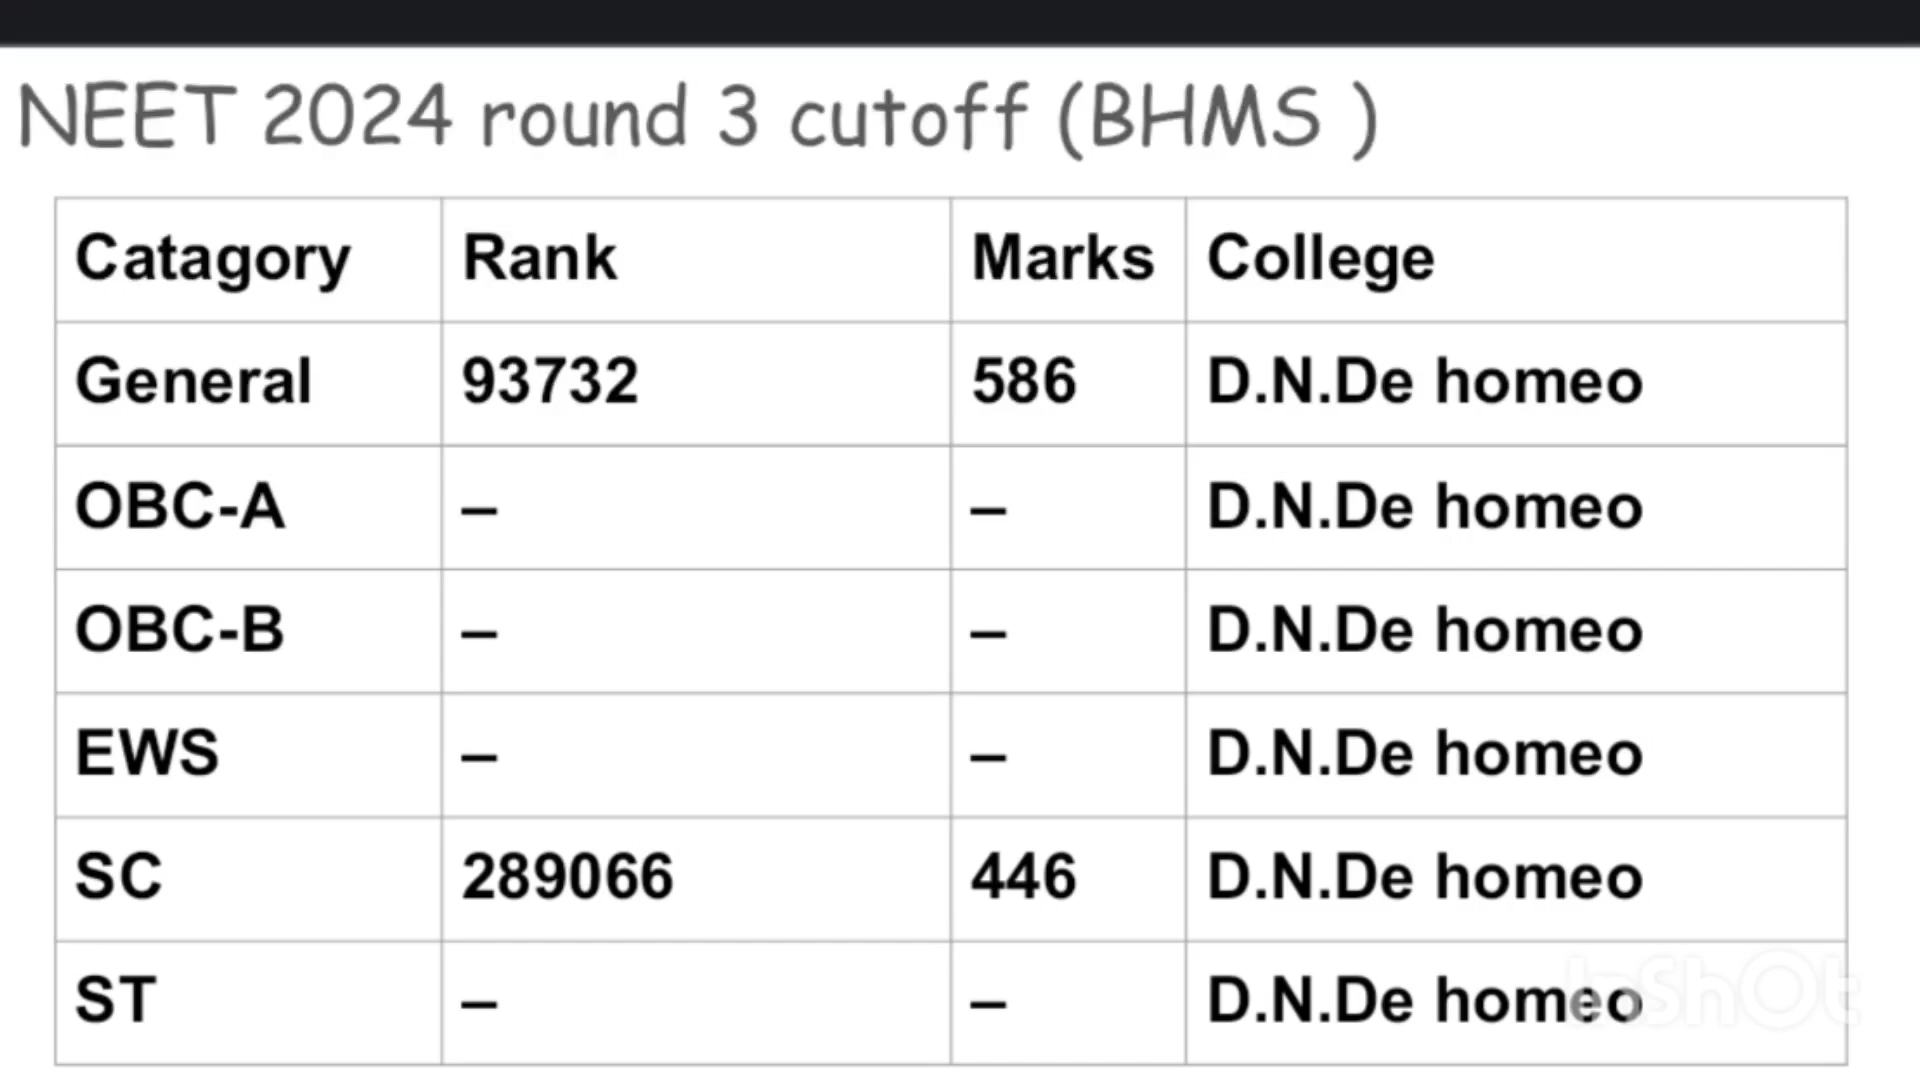 NEET 2024 round 3 cutoff (BHMS )
Catagory Rank Marks College
General 93732 586 D.N.De homeo
OBC-A – – D.N.De homeo
OBC-B – – D.N.De homeo
EWS – – D.N.De homeo
SC 289066 446 D.N.De homeo
ST – – D.N.De homeo
InShOt